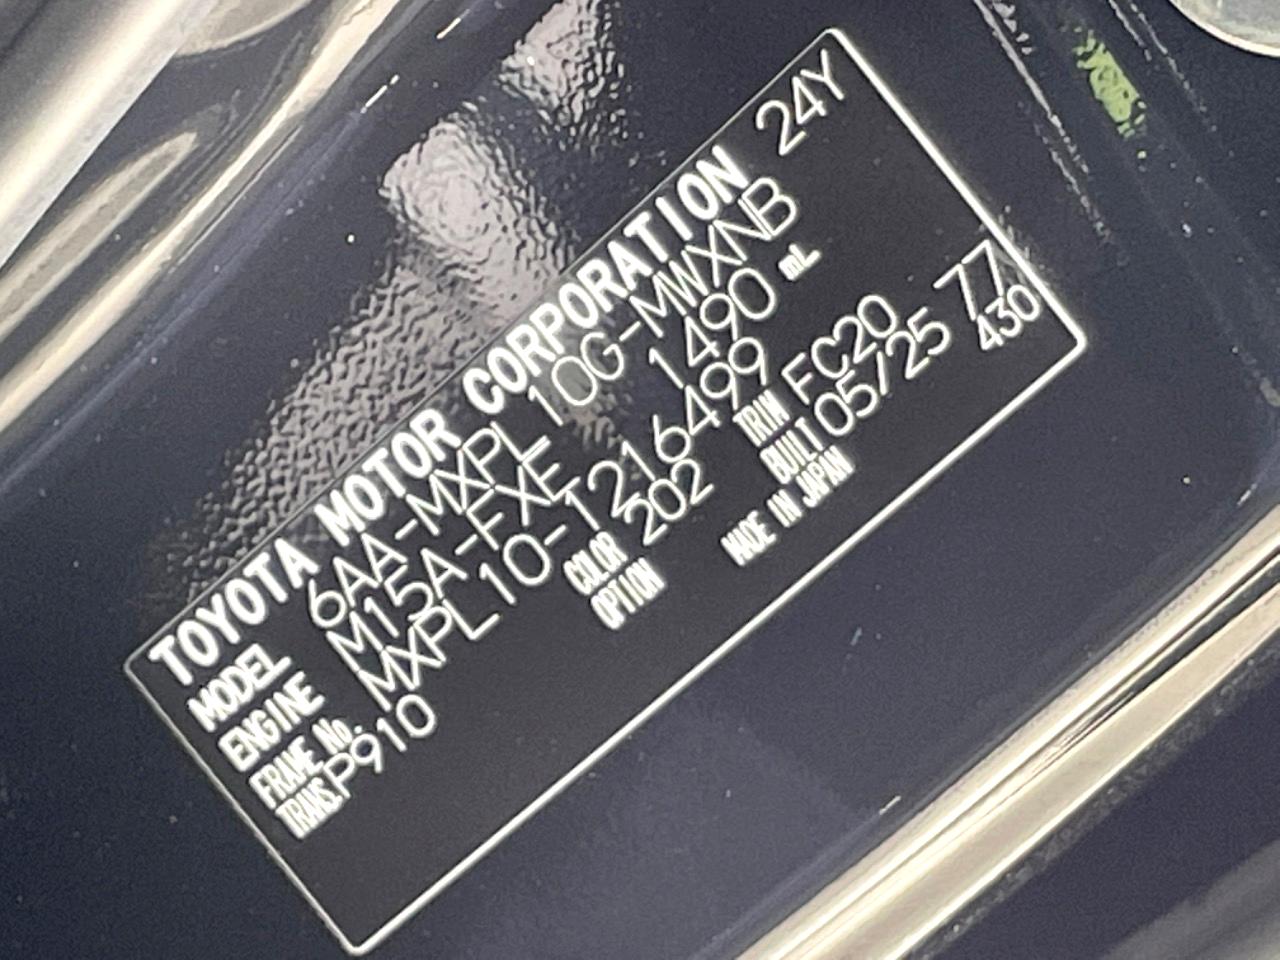 TOYOTA MOTOR CORPORATION 24Y
MODEL 6AA-MXPL10G-MWXNB
ENGINE M15A-FXE 1490 mL
FRAME No. MXPL10-1216499
COLOR 202 TRIM FC20 77
TRANS. P910 OPTION BUILT 05/25 430
MADE IN JAPAN